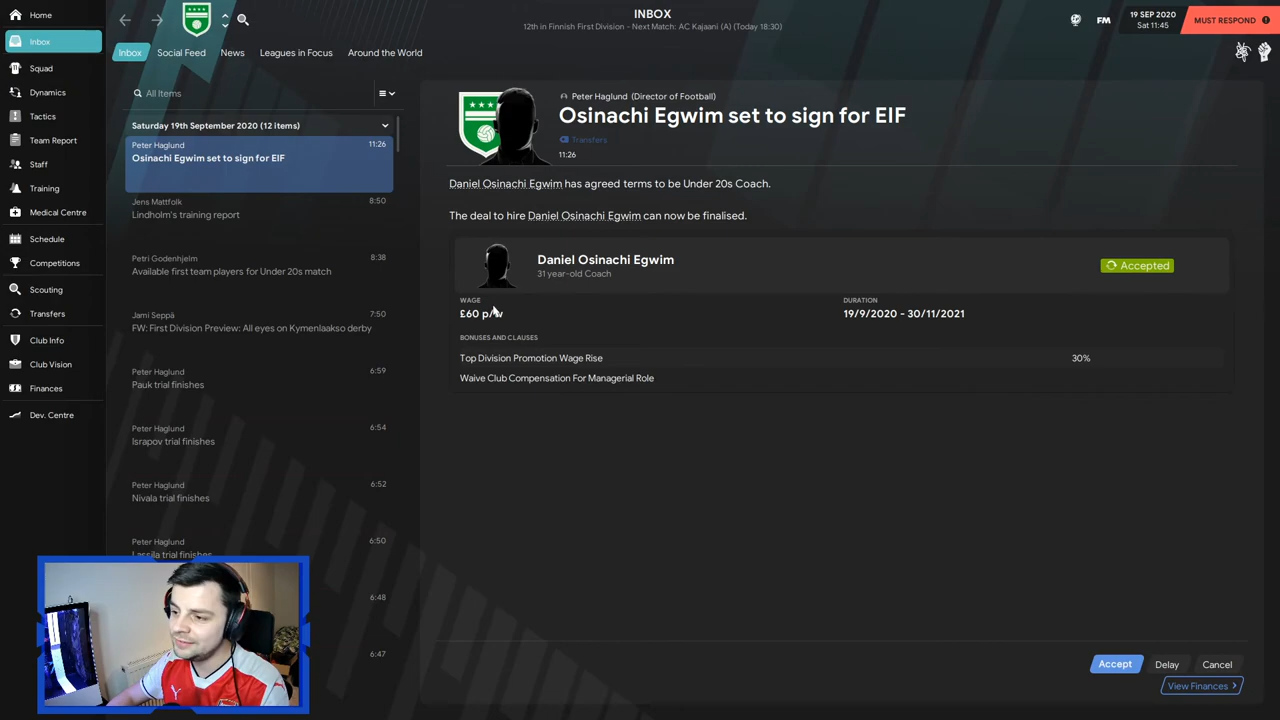 Home
INBOX
12th in Finnish First Division - Next Match: AC Kajaani (A) (Today 18:30)
FM
19 SEP 2020
Sat 11:45
MUST RESPOND
Inbox
Squad
Dynamics
Tactics
Team Report
Staff
Training
Medical Centre
Schedule
Competitions
Scouting
Transfers
Club Info
Club Vision
Finances
Dev. Centre
Inbox
Social Feed
News
Leagues in Focus
Around the World
All Items
Saturday 19th September 2020 (12 items)
Peter Haglund 11:26
Osinachi Egwim set to sign for EIF
Jens Mattfolk 8:50
Lindholm's training report
Petri Godenhjelm 8:38
Available first team players for Under 20s match
Jami Seppä 7:50
FW: First Division Preview: All eyes on Kymenlaakso derby
Peter Haglund 6:59
Pauk trial finishes
Peter Haglund 6:54
Israpov trial finishes
Peter Haglund 6:52
Nivala trial finishes
Peter Haglund 6:50
Lassila trial finishes
6:48
6:47
Peter Haglund (Director of Football)
Osinachi Egwim set to sign for EIF
Transfers
11:26
Daniel Osinachi Egwim has agreed terms to be Under 20s Coach.
The deal to hire Daniel Osinachi Egwim can now be finalised.
Daniel Osinachi Egwim
31 year-old Coach
Accepted
WAGE
£60 p/w
DURATION
19/9/2020 - 30/11/2021
BONUSES AND CLAUSES
Top Division Promotion Wage Rise 30%
Waive Club Compensation For Managerial Role
Accept
Delay
Cancel
View Finances